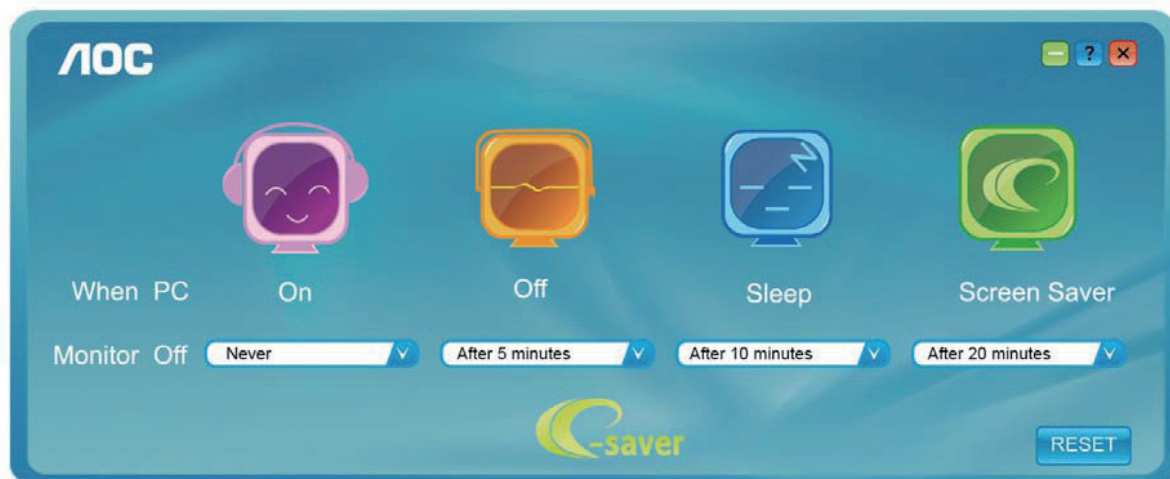 AOC
?
When PC On Off Sleep Screen Saver
Monitor Off Never After 5 minutes After 10 minutes After 20 minutes
e-saver
RESET